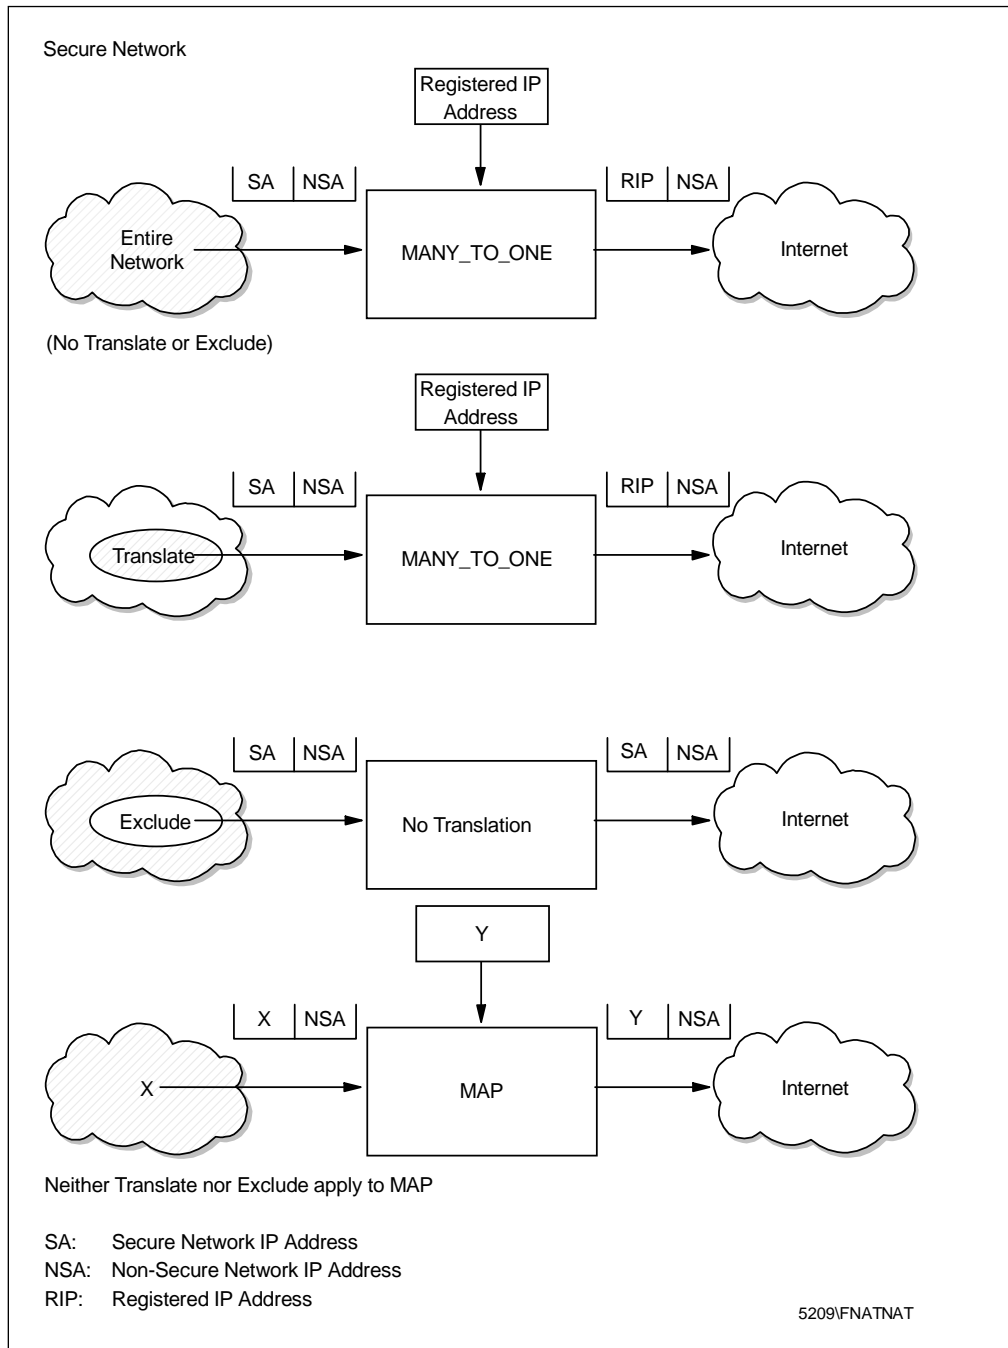 Secure Network
Registered IP
Address
SA NSA
RIP NSA
Entire
Network
MANY_TO_ONE
Internet
(No Translate or Exclude)
Registered IP
Address
SA NSA
RIP NSA
Translate
MANY_TO_ONE
Internet
SA NSA
SA NSA
Exclude
No Translation
Internet
Y
X NSA
Y NSA
X
MAP
Internet
Neither Translate nor Exclude apply to MAP
SA: Secure Network IP Address
NSA: Non-Secure Network IP Address
RIP: Registered IP Address
5209\FNATNAT